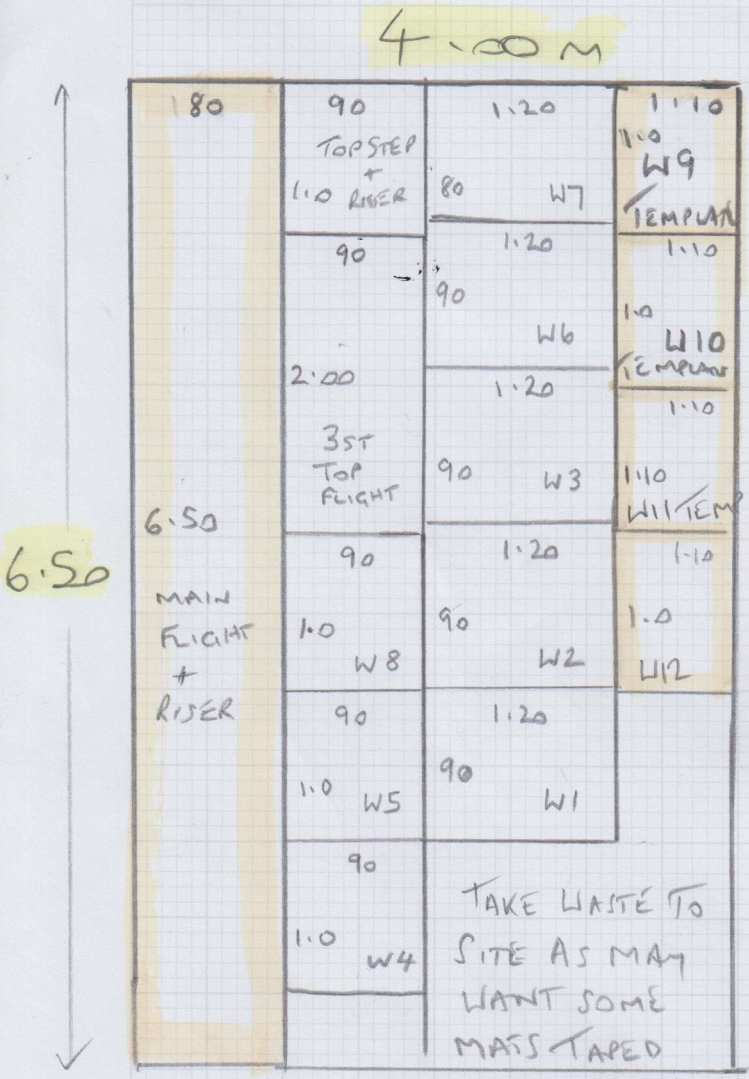 4.00 M
6.50
80
6.50
MAIN
FLIGHT
+
RISER
90
TOP STEP
+
1.0 RISER
90
2.00
3ST
TOP
FLIGHT
90
1.0
W8
90
1.0 W5
90
1.0 W4
1.20
80 W7
1.20
90
W6
1.20
90 W3
1.20
90
W2
1.20
90
W1
1.10
1.0
W9
1.10
1.0
W10
1.10
1.10
W11 TEMP
1.10
1.0
W12
TAKE WASTE TO
SITE AS MAY
WANT SOME
MATS TAPED